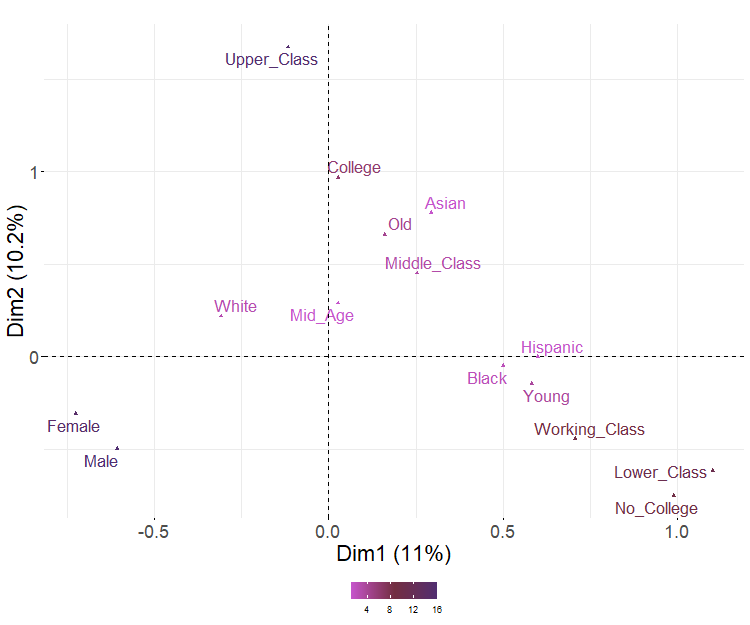 Upper_Class
College
1
Asian
Old
Middle_Class
White
Mid_Age
Dim2 (10.2%)
Hispanic
0
Black
Young
Female
Working_Class
Male
Lower_Class
No_College
-0.5 0.0 0.5 1.0
Dim1 (11%)
4 8 12 16